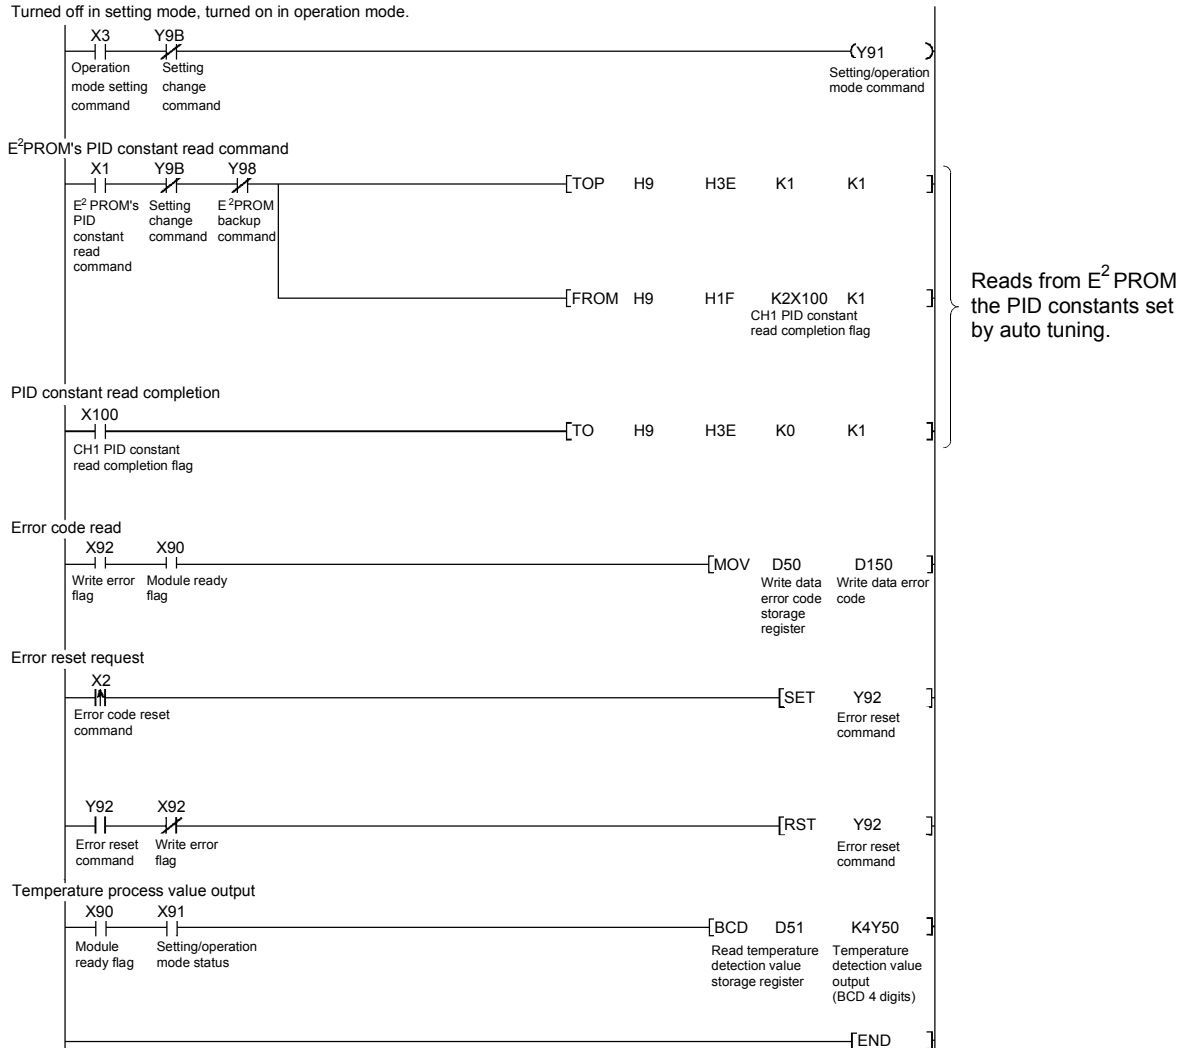 Turned off in setting mode, turned on in operation mode.
X3 Y9B
Y91
Operation mode setting command
Setting change command
Setting/operation mode command
E²PROM's PID constant read command
X1 Y9B Y98
TOP H9 H3E K1 K1
E² PROM's PID constant read command
Setting change command
E²PROM backup command
FROM H9 H1F K2X100 K1
CH1 PID constant read completion flag
Reads from E² PROM
the PID constants set
by auto tuning.
PID constant read completion
X100
TO H9 H3E K0 K1
CH1 PID constant
read completion flag
Error code read
X92 X90
MOV D50 D150
Write error flag
Module ready flag
Write data error code storage register
Write data error code
Error reset request
X2
SET Y92
Error code reset command
Error reset command
Y92 X92
RST Y92
Error reset command
Write error flag
Error reset command
Temperature process value output
X90 X91
BCD D51 K4Y50
Module ready flag
Setting/operation mode status
Read temperature detection value storage register
Temperature detection value output (BCD 4 digits)
END